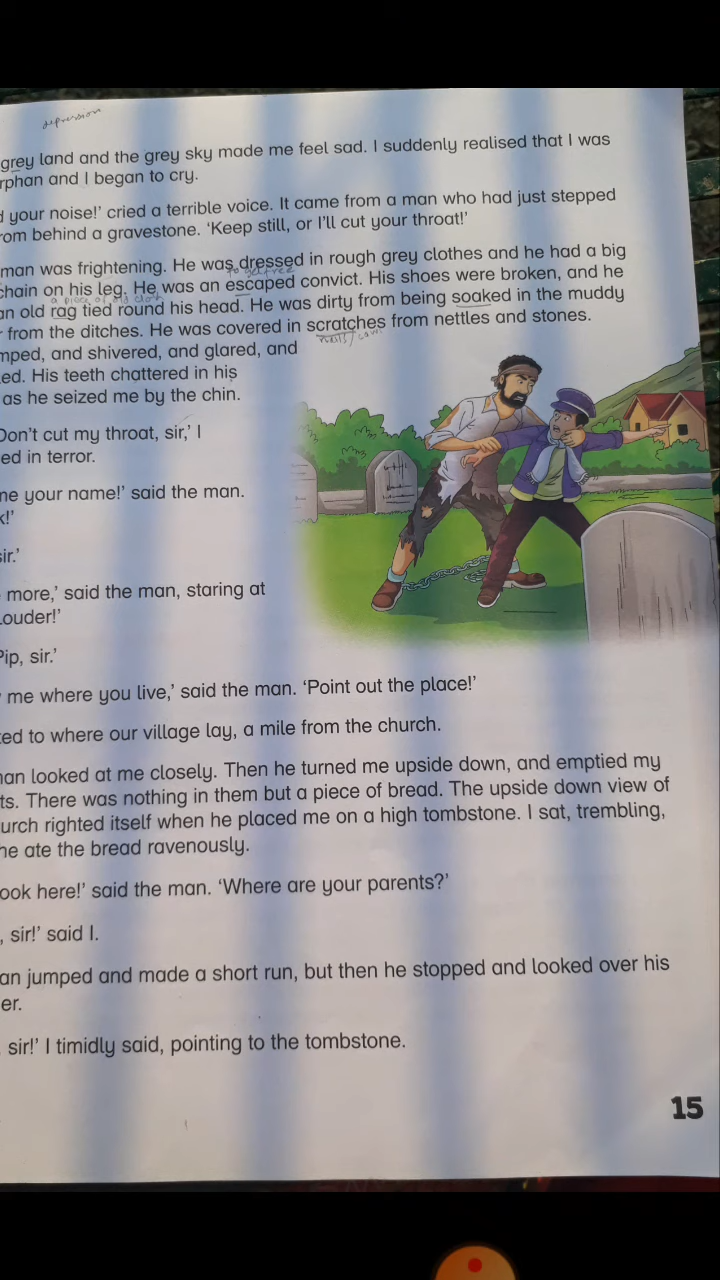 depression
grey land and the grey sky made me feel sad. I suddenly realised that I was
rphan and I began to cry.
d your noise!' cried a terrible voice. It came from a man who had just stepped
rom behind a gravestone. 'Keep still, or I'll cut your throat!'
man was frightening. He was dressed in rough grey clothes and he had a big
to get free
chain on his leg. He was an escaped convict. His shoes were broken, and he
a piece of old cloth
an old rag tied round his head. He was dirty from being soaked in the muddy
from the ditches. He was covered in scratches from nettles and stones.
mped, and shivered, and glared, and
ed. His teeth chattered in his
as he seized me by the chin.
Don't cut my throat, sir,' I
ed in terror.
me your name!' said the man.
k!'
sir.'
more,' said the man, staring at
Louder!'
Pip, sir.'
me where you live,' said the man. 'Point out the place!'
ted to where our village lay, a mile from the church.
man looked at me closely. Then he turned me upside down, and emptied my
ts. There was nothing in them but a piece of bread. The upside down view of
urch righted itself when he placed me on a high tombstone. I sat, trembling,
he ate the bread ravenously.
ook here!' said the man. 'Where are your parents?'
, sir!' said I.
an jumped and made a short run, but then he stopped and looked over his
er.
sir!' I timidly said, pointing to the tombstone.
15